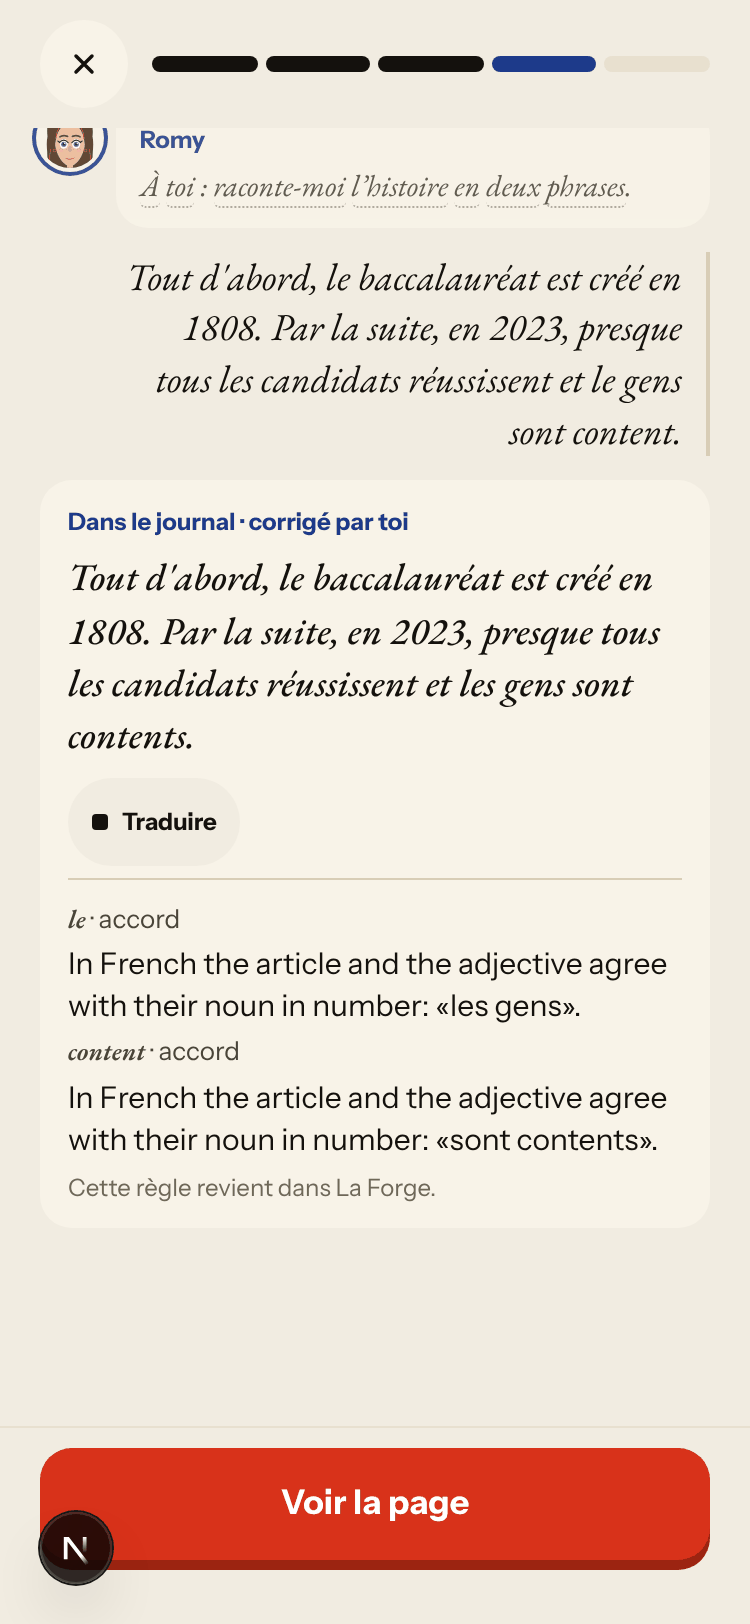 Romy
À toi : raconte-moi l’histoire en deux phrases.
Tout d'abord, le baccalauréat est créé en
1808. Par la suite, en 2023, presque
tous les candidats réussissent et le gens
sont content.
Dans le journal · corrigé par toi
Tout d'abord, le baccalauréat est créé en
1808. Par la suite, en 2023, presque tous
les candidats réussissent et les gens sont
contents.
Traduire
le · accord
In French the article and the adjective agree
with their noun in number: «les gens».
content · accord
In French the article and the adjective agree
with their noun in number: «sont contents».
Cette règle revient dans La Forge.
Voir la page
N